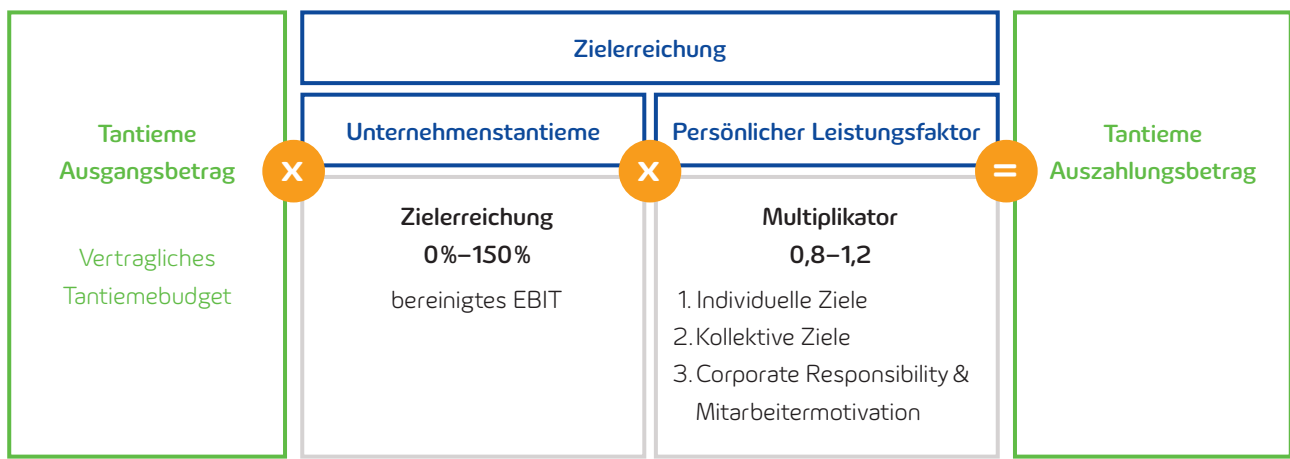 Zielerreichung
Tantieme
Ausgangsbetrag
Vertragliches
Tantiemebudget
x
Unternehmenstantieme
Zielerreichung
0%–150%
bereinigtes EBIT
x
Persönlicher Leistungsfaktor
Multiplikator
0,8–1,2
1. Individuelle Ziele
2. Kollektive Ziele
3. Corporate Responsibility &
Mitarbeitermotivation
=
Tantieme
Auszahlungsbetrag